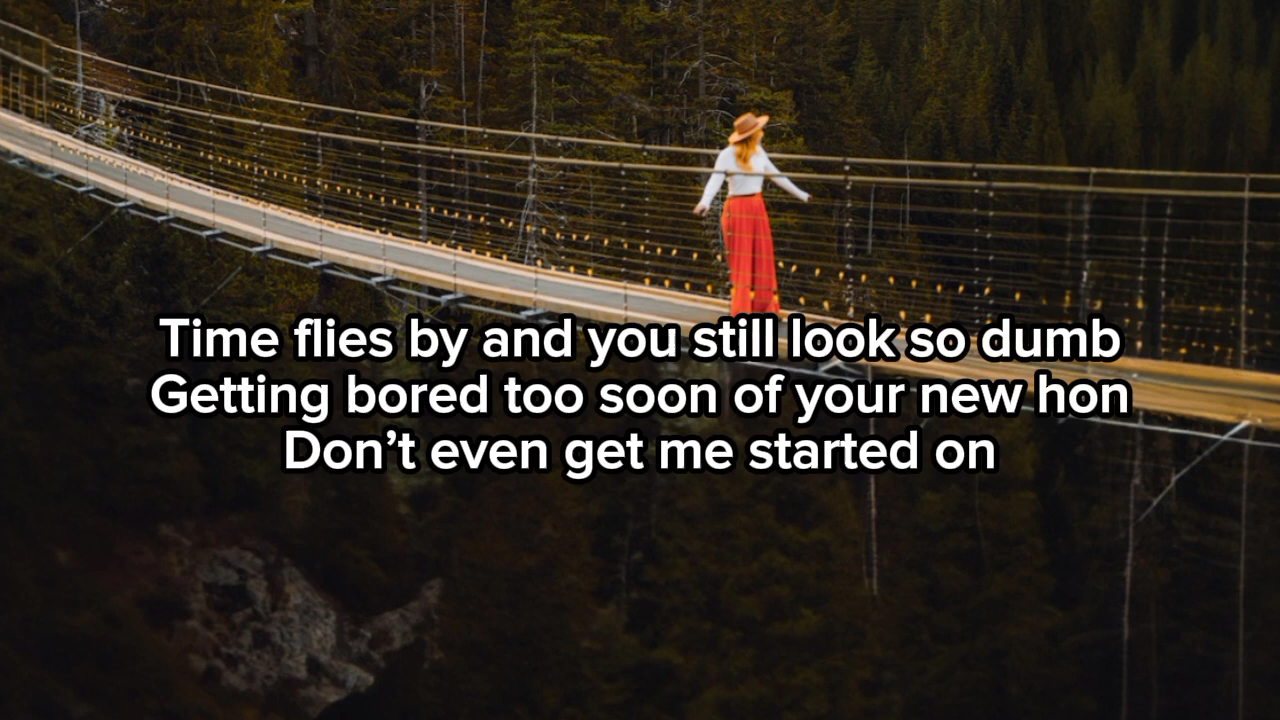 Time flies by and you still look so dumb
Getting bored too soon of your new hon
Don’t even get me started on